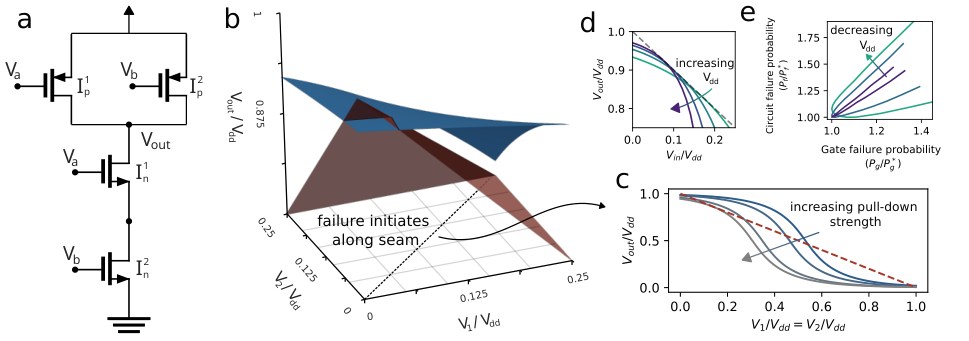 a
V_a
I_p^1
V_b
I_p^2
V_out
V_a
I_n^1
V_b
I_n^2
b
1
V_out/V_dd
0.875
0.25
0.125
0
V_2/V_dd
failure initiates
along seam
0
0.125
0.25
V_1/V_dd
d
1.0
0.9
0.8
V_out/V_dd
increasing
V_dd
0.0
0.1
0.2
V_in/V_dd
e
Circuit failure probability
(P_f/P_f^*)
1.75
1.50
1.25
1.00
decreasing
V_dd
1.0
1.2
1.4
Gate failure probability
(P_g/P_g^*)
c
1.0
0.5
0.0
V_out/V_dd
increasing pull-down
strength
0.0
0.2
0.4
0.6
0.8
1.0
V_1/V_dd = V_2/V_dd